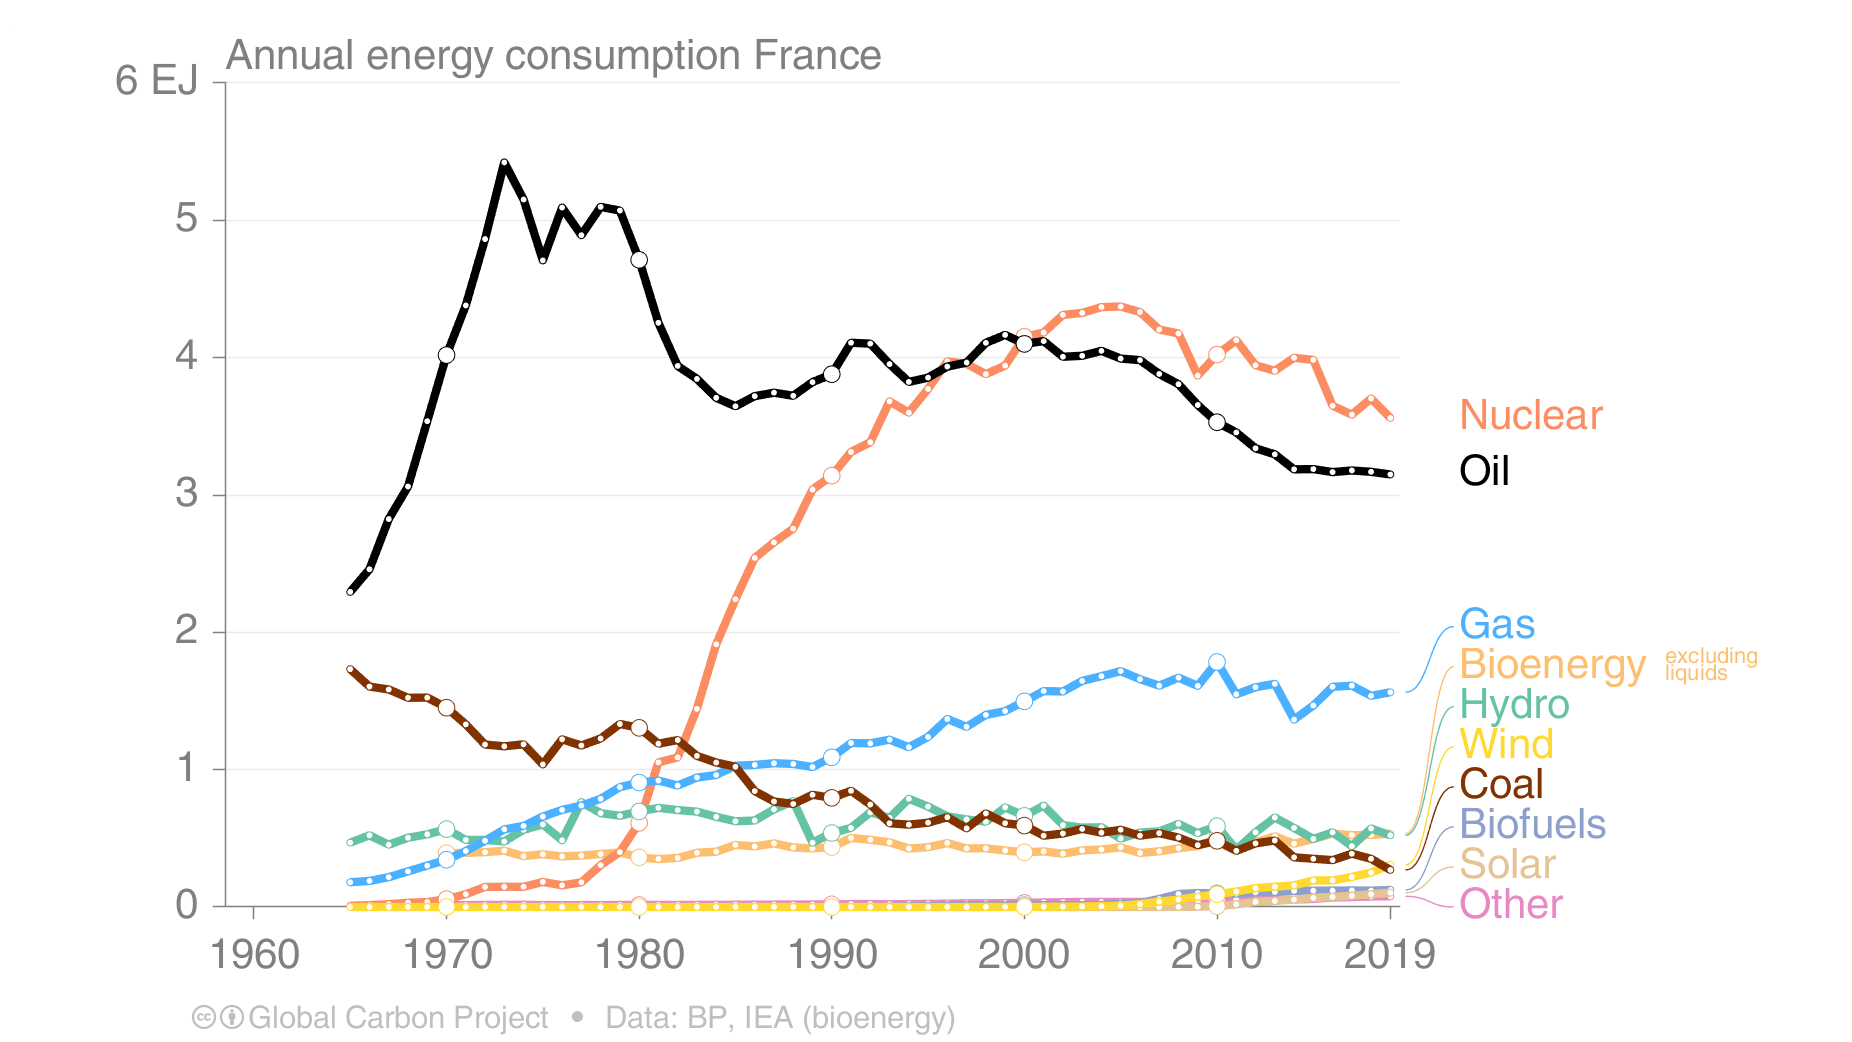 Annual energy consumption France
6 EJ
5
4
3
2
1
0
1960 1970 1980 1990 2000 2010 2019
Nuclear
Oil
Gas
Bioenergy excluding liquids
Hydro
Wind
Coal
Biofuels
Solar
Other
cc Global Carbon Project • Data: BP, IEA (bioenergy)